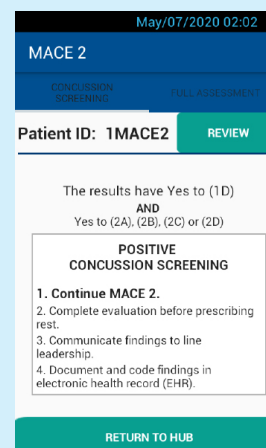 May/07/2020 02:02
MACE 2
CONCUSSION
SCREENING
FULL ASSESSMENT
Patient ID: 1MACE2
REVIEW
The results have Yes to (1D)
AND
Yes to (2A), (2B), (2C) or (2D)
POSITIVE
CONCUSSION SCREENING
1. Continue MACE 2.
2. Complete evaluation before prescribing
rest.
3. Communicate findings to line
leadership.
4. Document and code findings in
electronic health record (EHR).
RETURN TO HUB